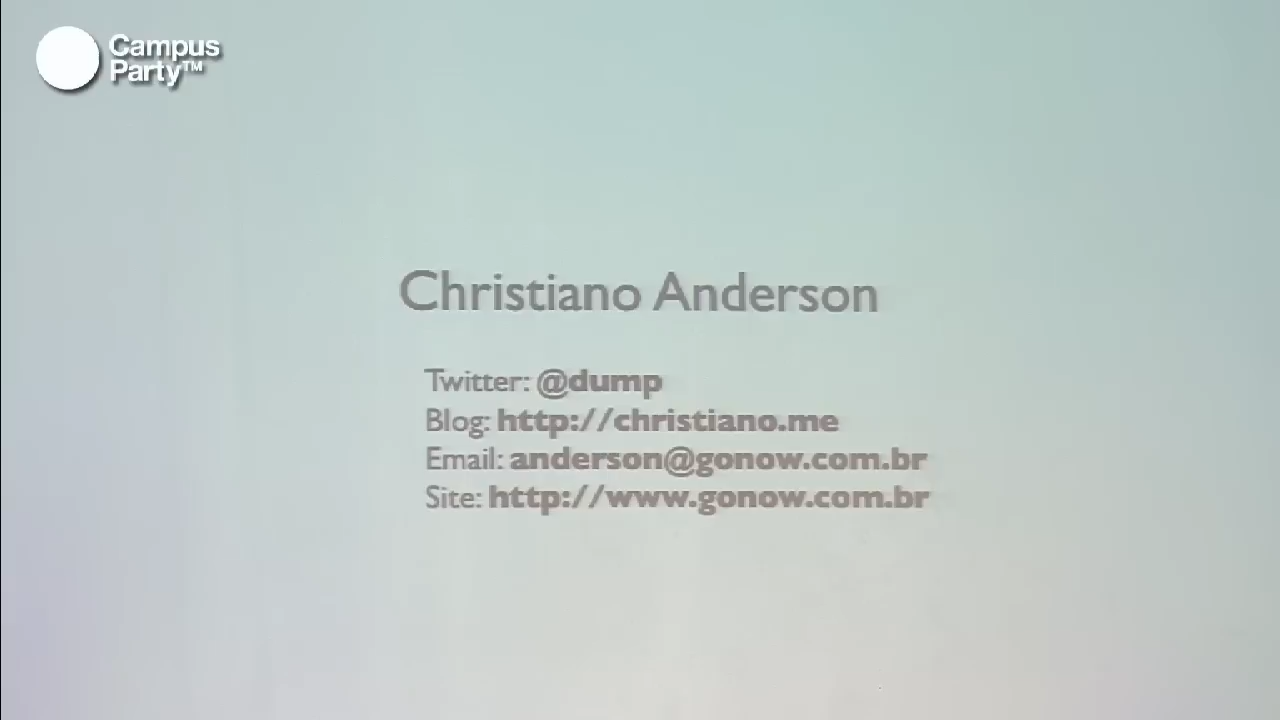 Campus
Party™
Christiano Anderson
Twitter: @dump
Blog: http://christiano.me
Email: anderson@gonow.com.br
Site: http://www.gonow.com.br